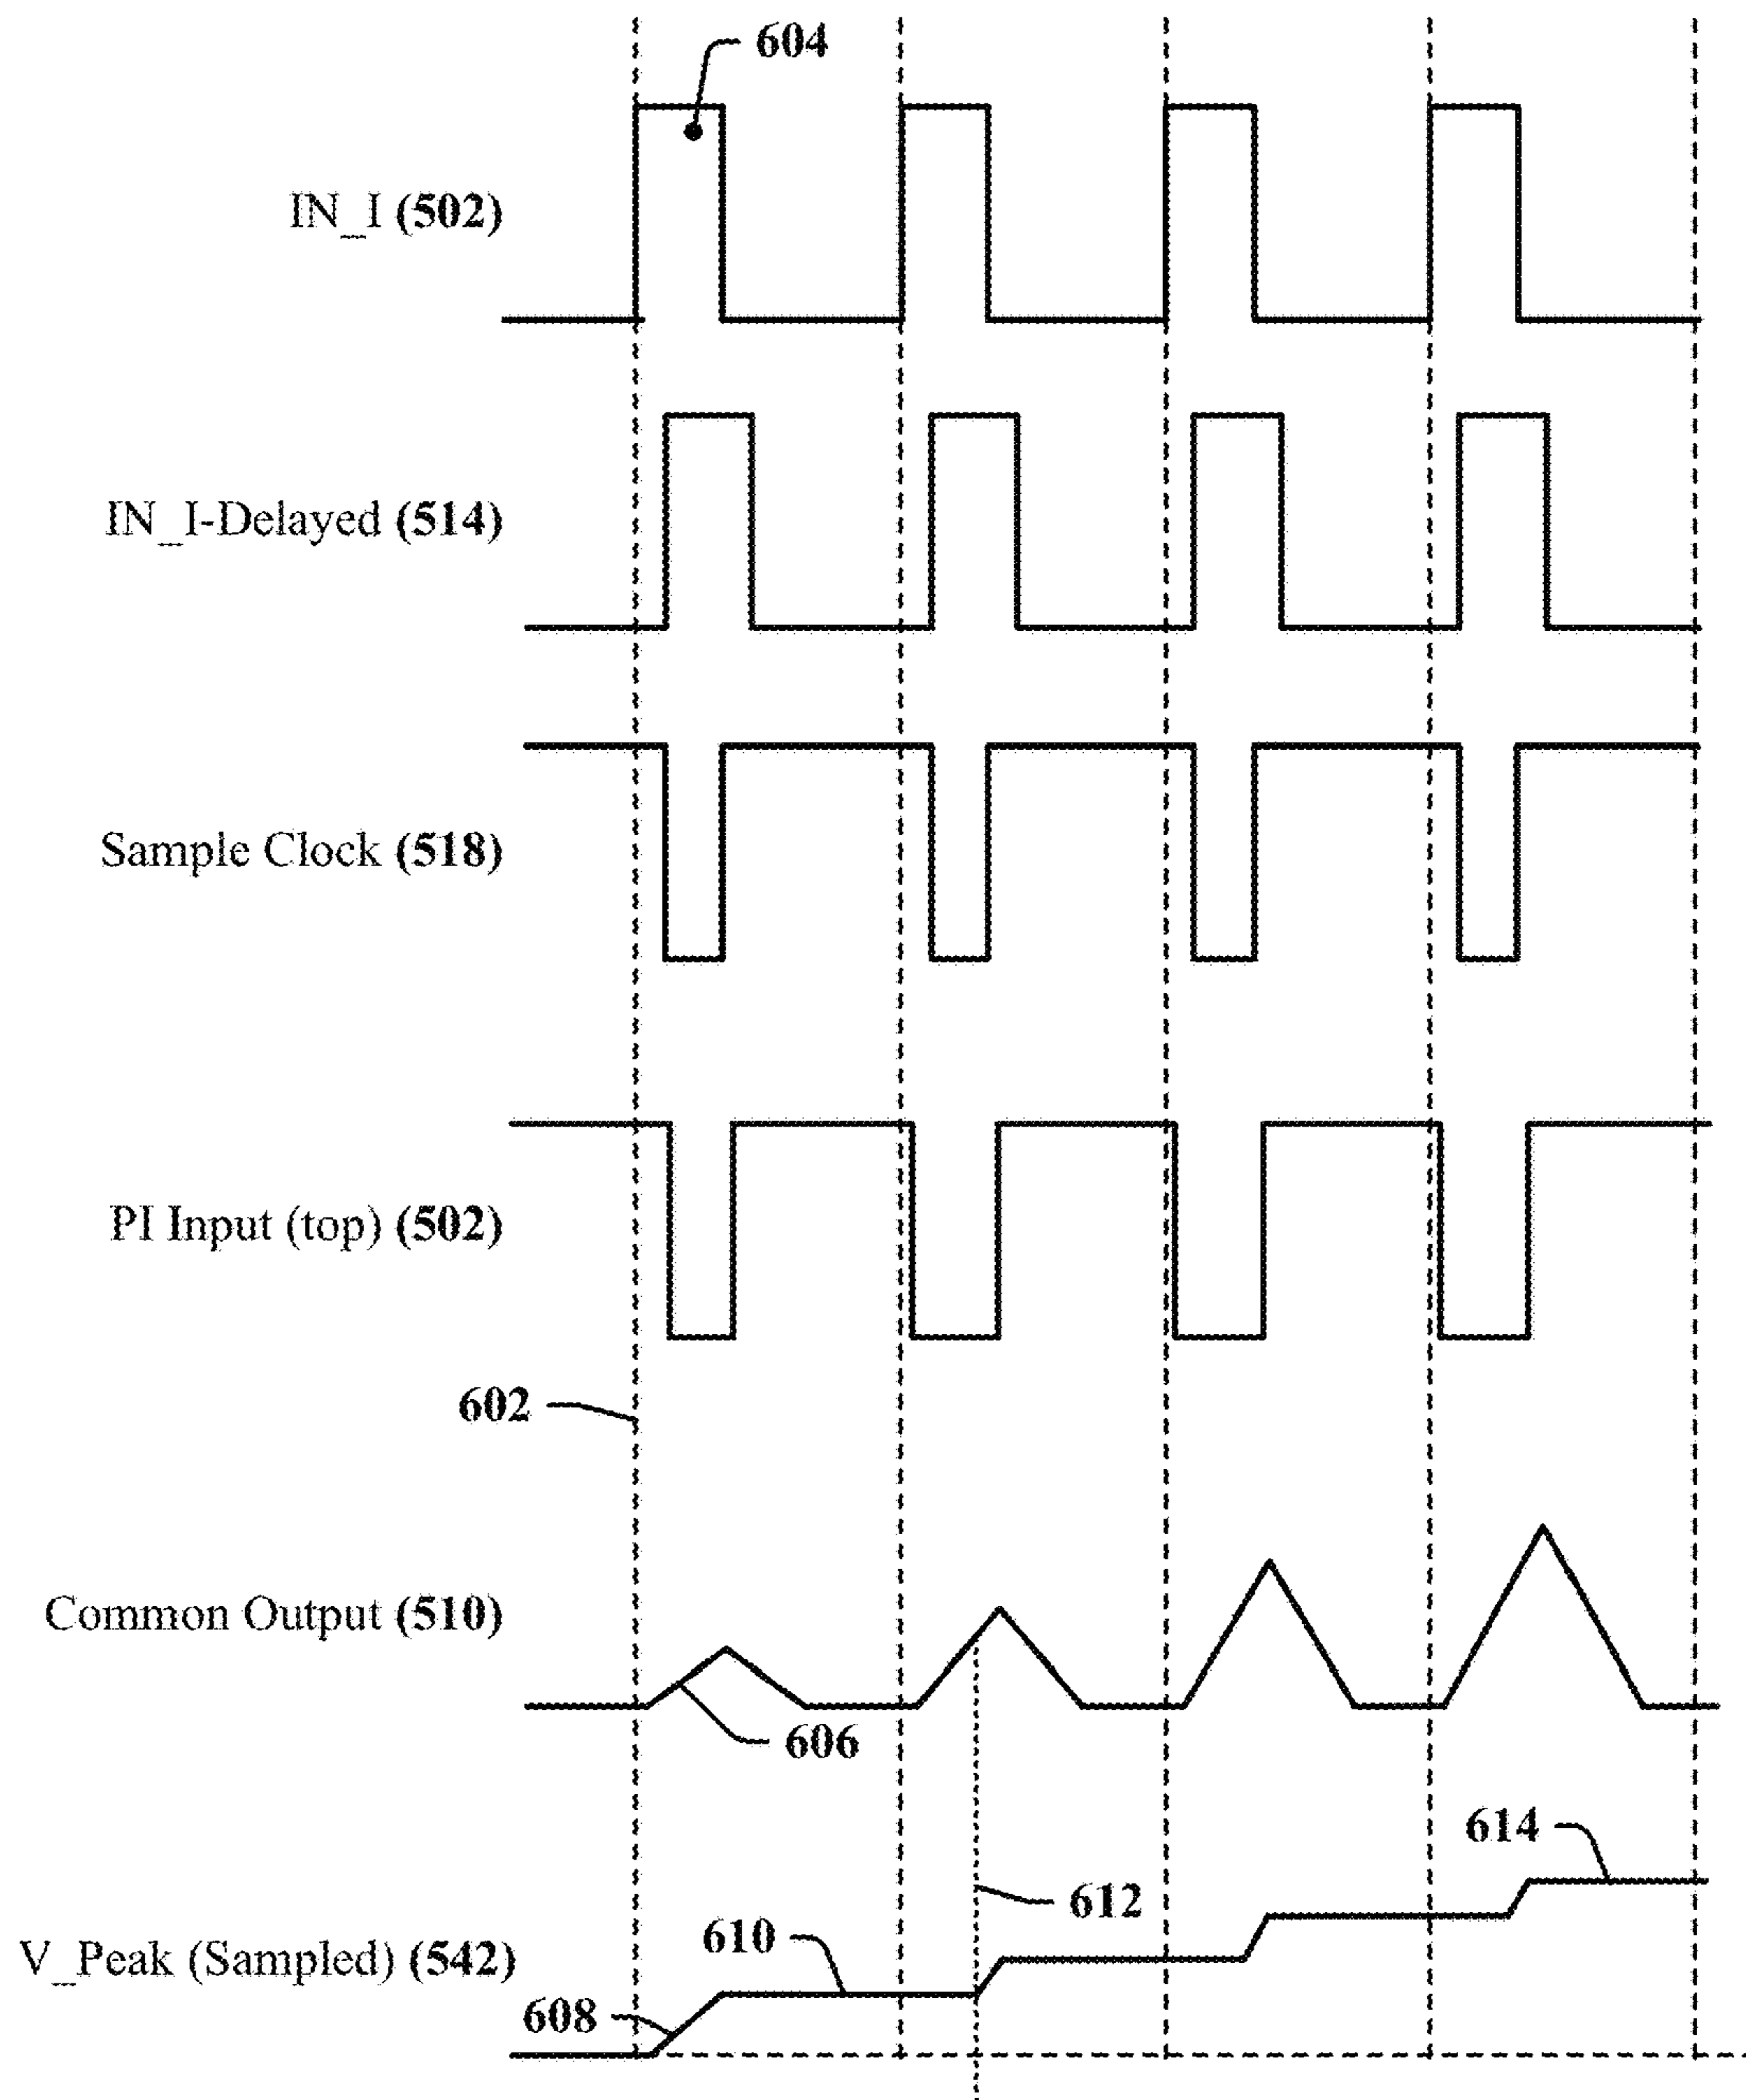 604
IN_I (502)
IN_I-Delayed (514)
Sample Clock (518)
PI Input (top) (502)
602
Common Output (510)
606
614
612
610
V_Peak (Sampled) (542)
608